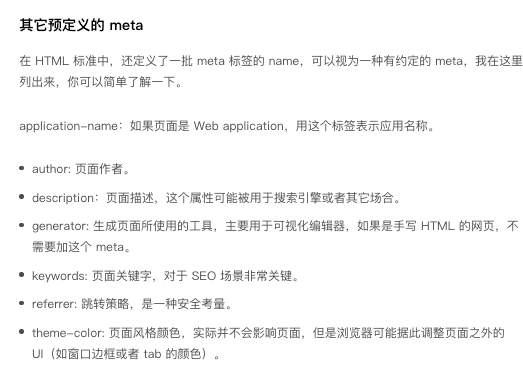 其它预定义的 meta
在 HTML 标准中，还定义了一批 meta 标签的 name，可以视为一种有约定的 meta，我在这里
列出来，你可以简单了解一下。
application-name：如果页面是 Web application，用这个标签表示应用名称。
• author: 页面作者。
• description：页面描述，这个属性可能被用于搜索引擎或者其它场合。
• generator: 生成页面所使用的工具，主要用于可视化编辑器，如果是手写 HTML 的网页，不
需要加这个 meta。
• keywords: 页面关键字，对于 SEO 场景非常关键。
• referrer: 跳转策略，是一种安全考量。
• theme-color: 页面风格颜色，实际并不会影响页面，但是浏览器可能据此调整页面之外的
UI（如窗口边框或者 tab 的颜色）。